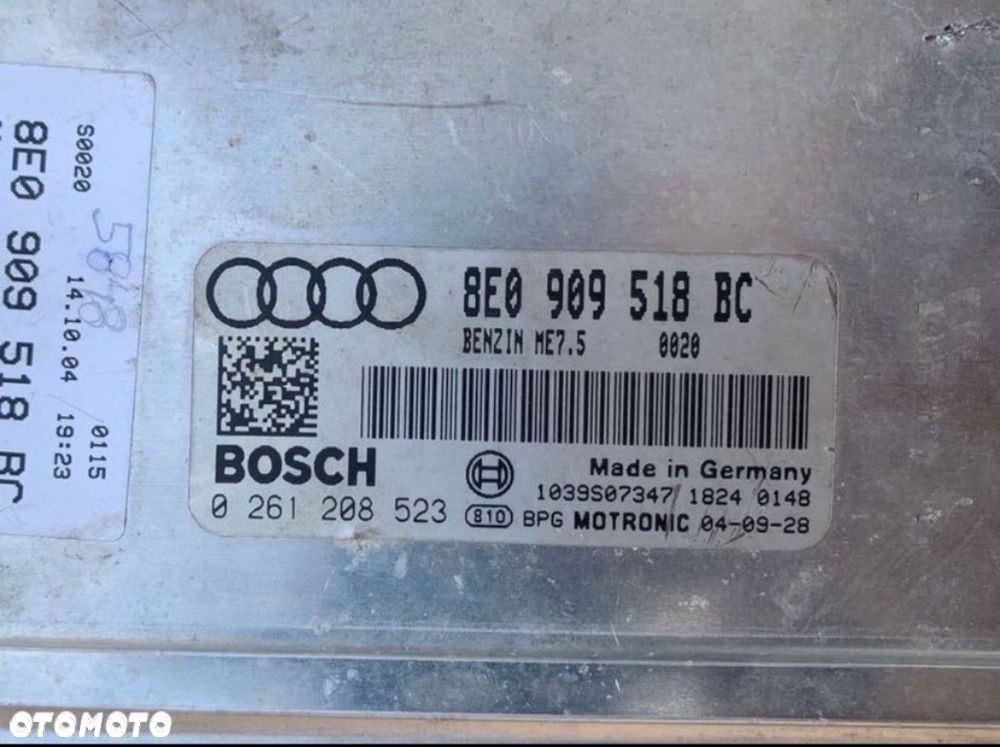 8E0 909 518 BC
S0020
5848
14.10.04 19:23
0115
8E0 909 518 BC
BENZIN ME7.5 0020
BOSCH
Made in Germany
1039S07347 1824 0148
0 261 208 523
810 BPG MOTRONIC 04-09-28
OTOMOTO